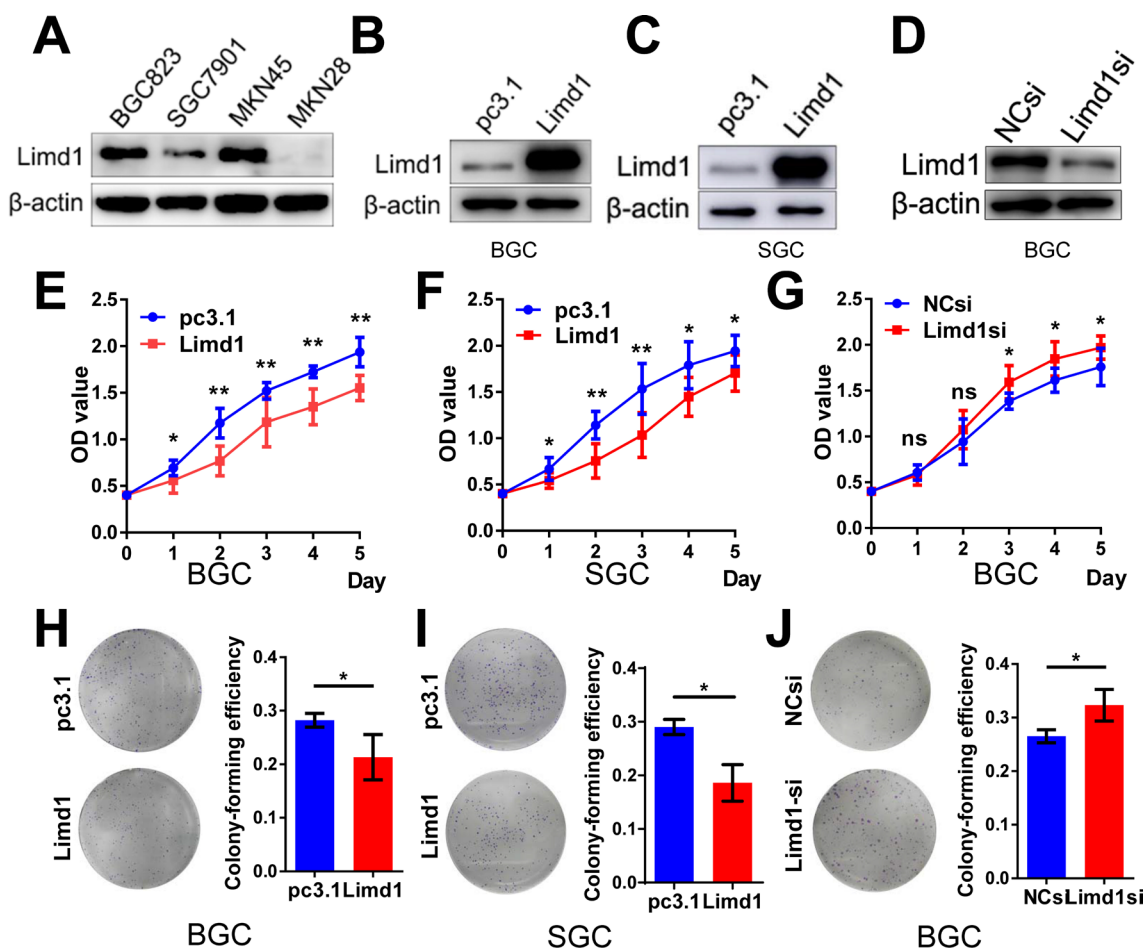 A
BGC823
SGC7901
MKN45
MKN28
Limd1
β-actin
B
pc3.1
Limd1
Limd1
β-actin
BGC
C
pc3.1
Limd1
Limd1
β-actin
SGC
D
NCsi
Limd1si
Limd1
β-actin
BGC
E
OD value
2.5
2.0
1.5
1.0
0.5
0.0
pc3.1
Limd1
*
**
**
**
**
0 1 2 3 4 5
BGC
Day
F
OD value
2.5
2.0
1.5
1.0
0.5
0.0
pc3.1
Limd1
*
**
**
*
*
0 1 2 3 4 5
SGC
Day
G
OD value
2.5
2.0
1.5
1.0
0.5
0.0
NCsi
Limd1si
ns
ns
*
*
*
0 1 2 3 4 5
BGC
Day
H
pc3.1
Limd1
Colony-forming efficiency
0.4
0.3
0.2
0.1
0.0
*
pc3.1 Limd1
BGC
I
pc3.1
Limd1
Colony-forming efficiency
0.4
0.3
0.2
0.1
0.0
*
pc3.1 Limd1
SGC
J
NCsi
Limd1-si
Colony-forming efficiency
0.4
0.3
0.2
0.1
0.0
*
NCsi Limd1si
BGC